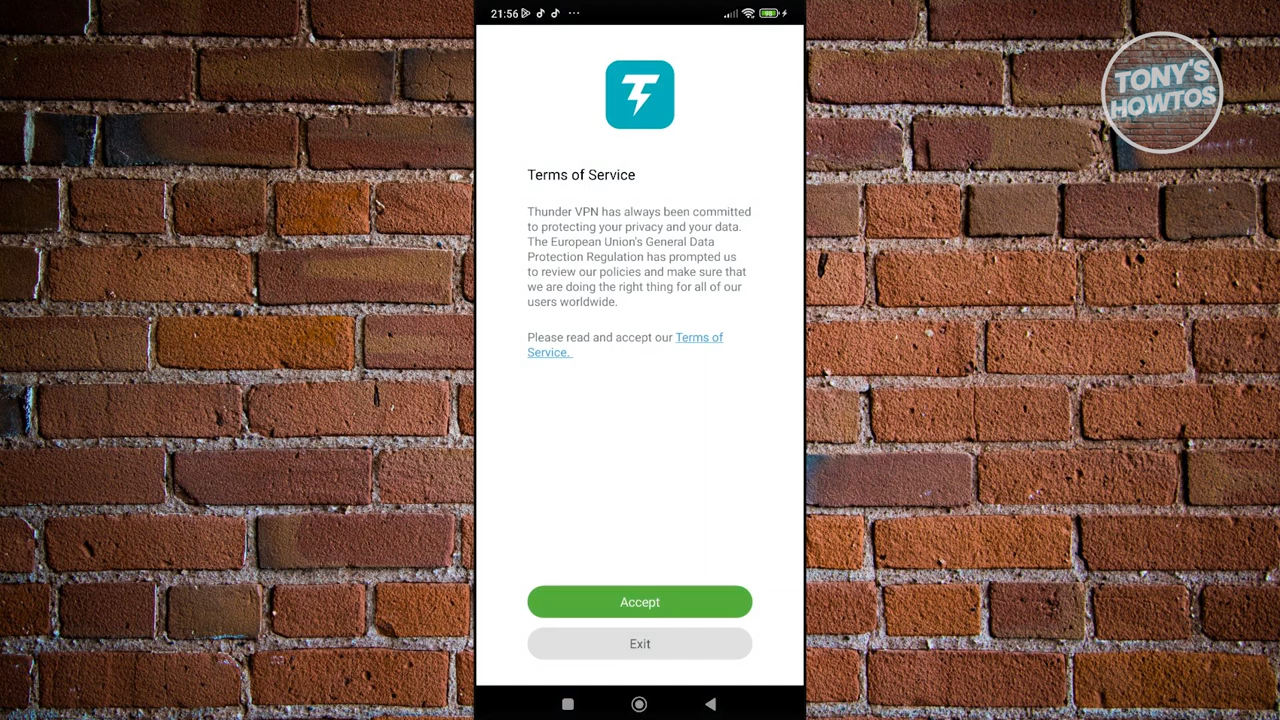 21:56
98
TONY'S
HOWTOS
Terms of Service
Thunder VPN has always been committed
to protecting your privacy and your data.
The European Union's General Data
Protection Regulation has prompted us
to review our policies and make sure that
we are doing the right thing for all of our
users worldwide.
Please read and accept our Terms of
Service.
Accept
Exit